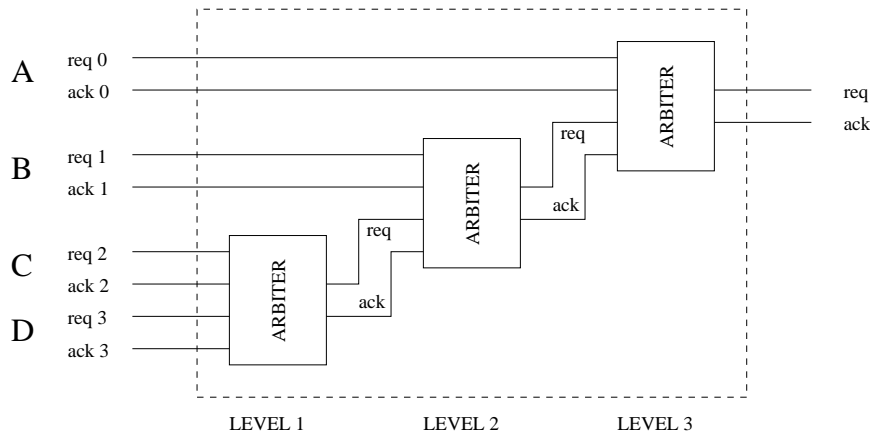 A
req 0
ack 0
ARBITER
req
ack
B
req 1
ack 1
ARBITER
req
ack
C
req 2
ack 2
ARBITER
req
ack
D
req 3
ack 3
LEVEL 1 LEVEL 2 LEVEL 3